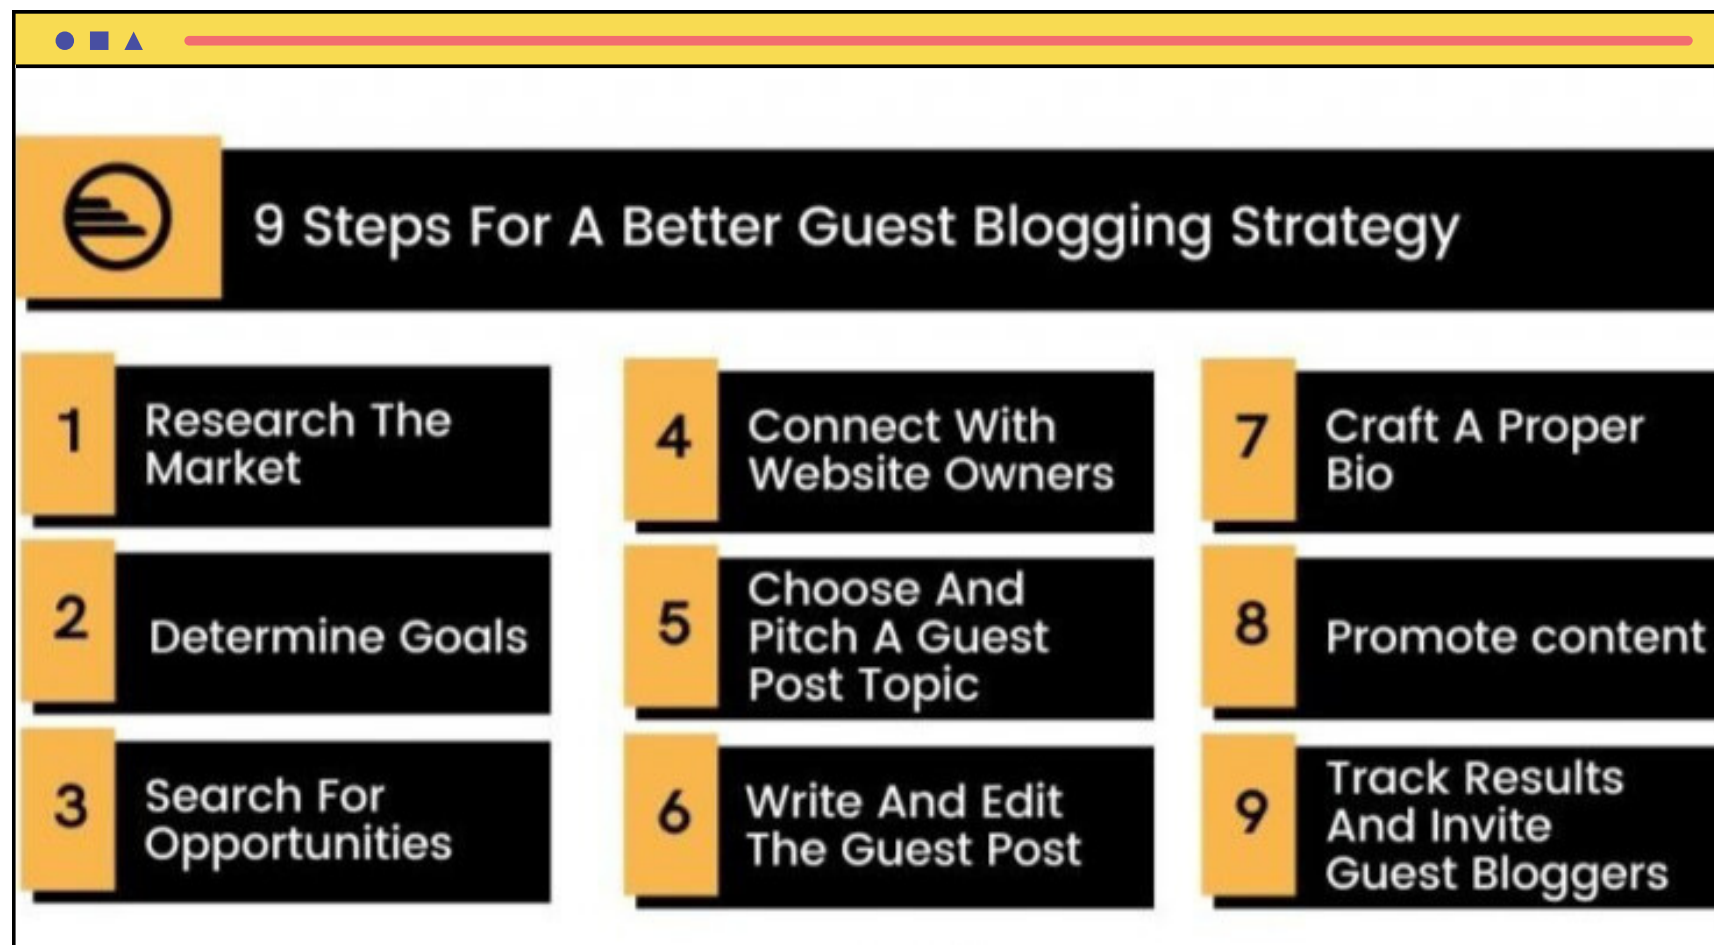 9 Steps For A Better Guest Blogging Strategy
1
Research The
Market
2
Determine Goals
3
Search For
Opportunities
4
Connect With
Website Owners
5
Choose And
Pitch A Guest
Post Topic
6
Write And Edit
The Guest Post
7
Craft A Proper
Bio
8
Promote content
9
Track Results
And Invite
Guest Bloggers